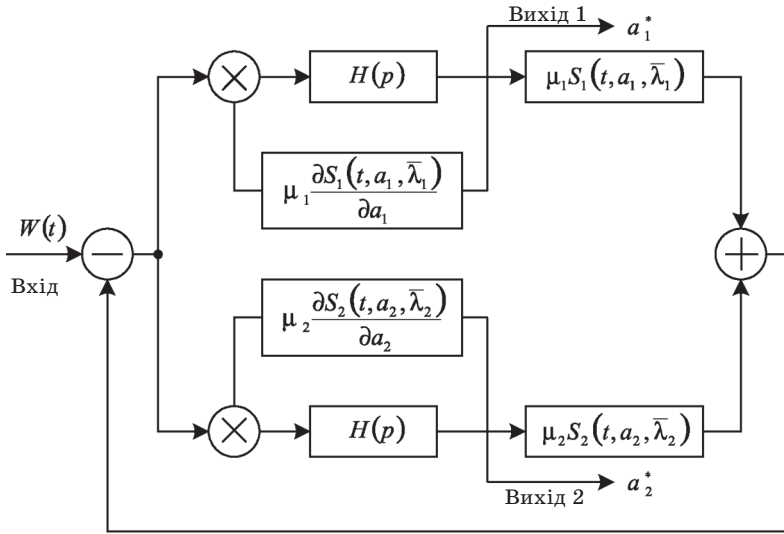 Вихід 1
a₁*
×
H(p)
μ₁S₁(t, a₁, λ̄₁)
μ₁ ∂S₁(t, a₁, λ̄₁)
∂a₁
W(t)
−
+
Вхід
μ₂ ∂S₂(t, a₂, λ̄₂)
∂a₂
×
H(p)
μ₂S₂(t, a₂, λ̄₂)
Вихід 2
a₂*